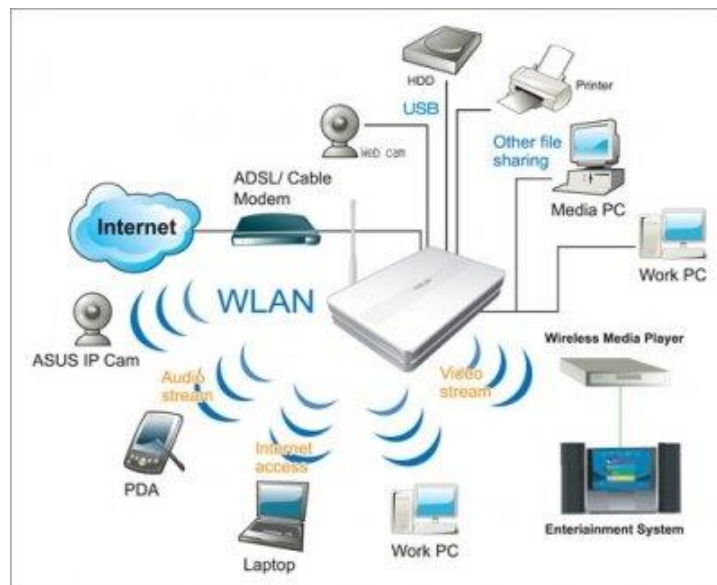 HDD
Printer
USB
Web cam
Other file
sharing
ADSL/ Cable
Modem
Media PC
Internet
Work PC
WLAN
Wireless Media Player
ASUS IP Cam
Audio
stream
Video
stream
Internet
access
PDA
Laptop
Work PC
Enteriainment System